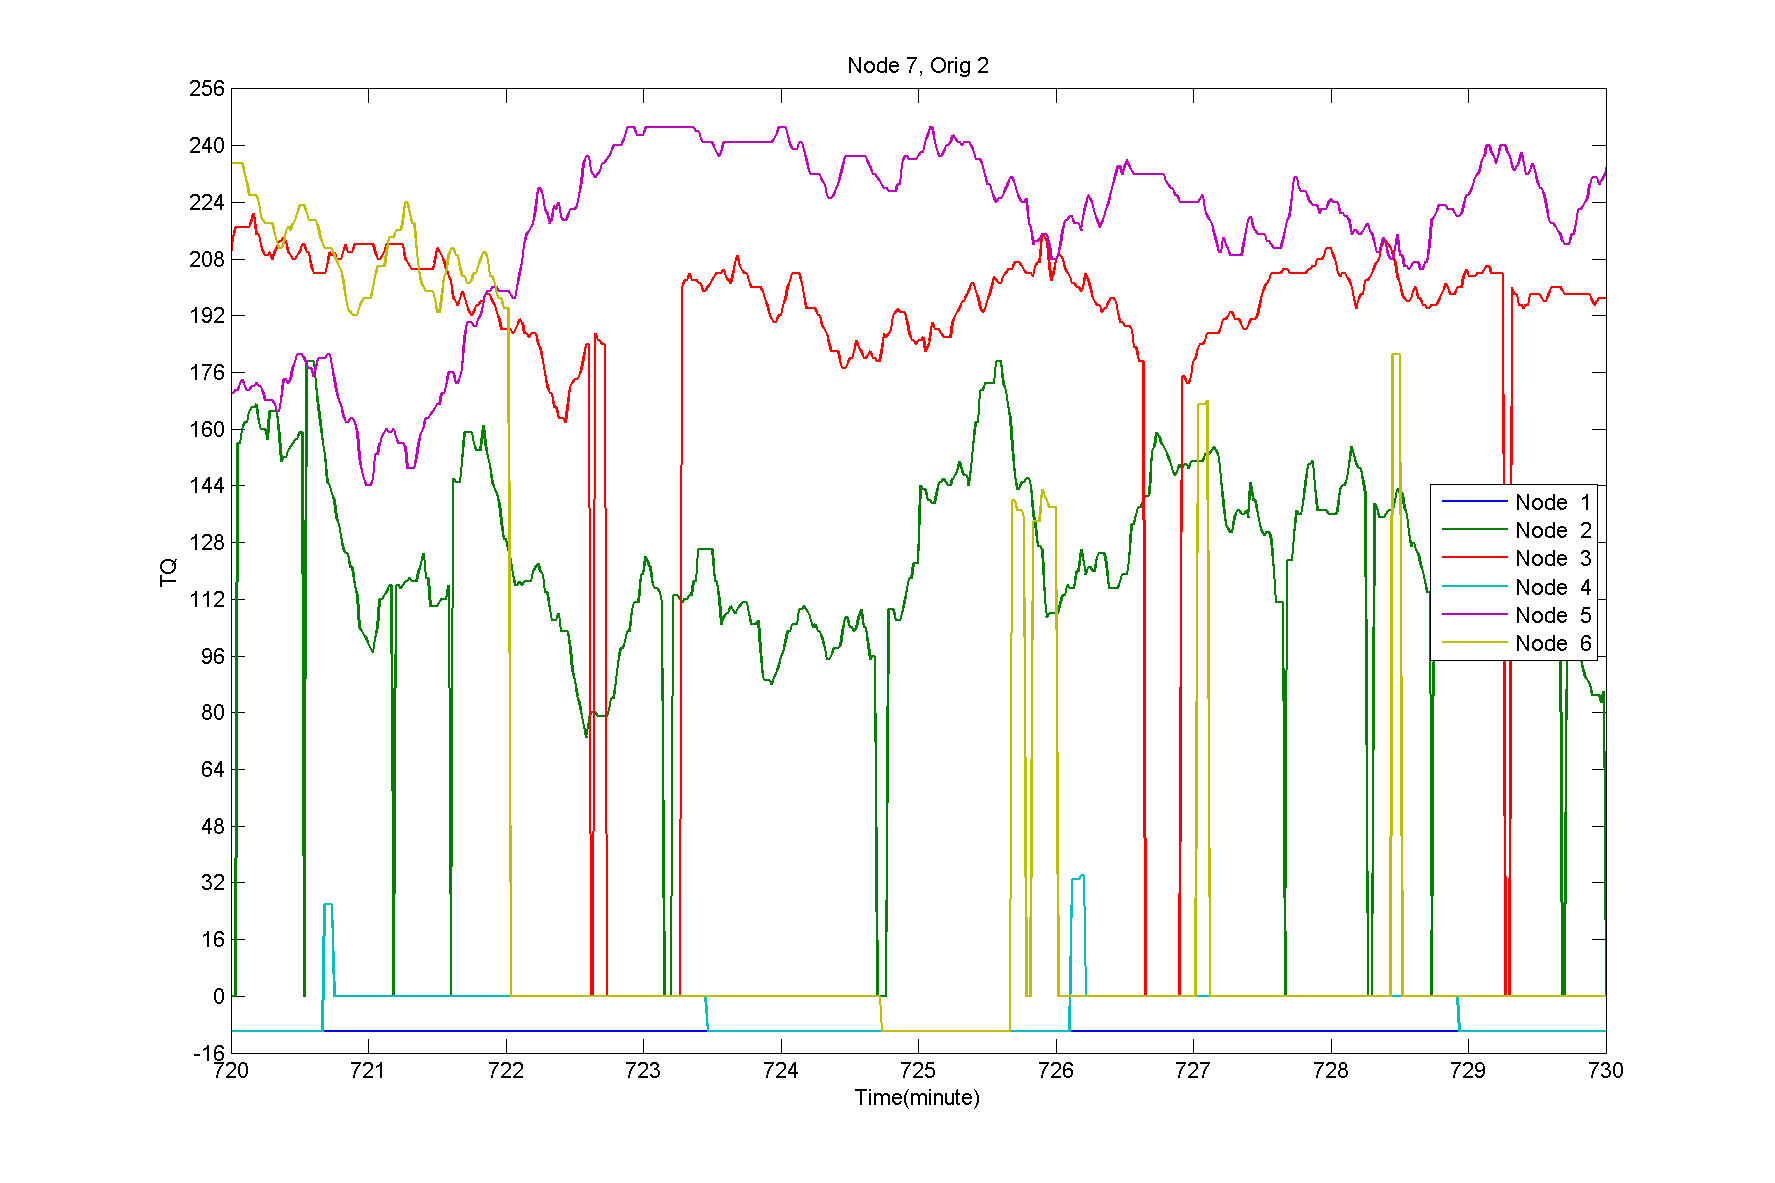 Node 7, Orig 2
256
240
224
208
192
176
160
144
128
112
96
80
64
48
32
16
0
-16
TQ
Node 1
Node 2
Node 3
Node 4
Node 5
Node 6
720 721 722 723 724 725 726 727 728 729 730
Time(minute)